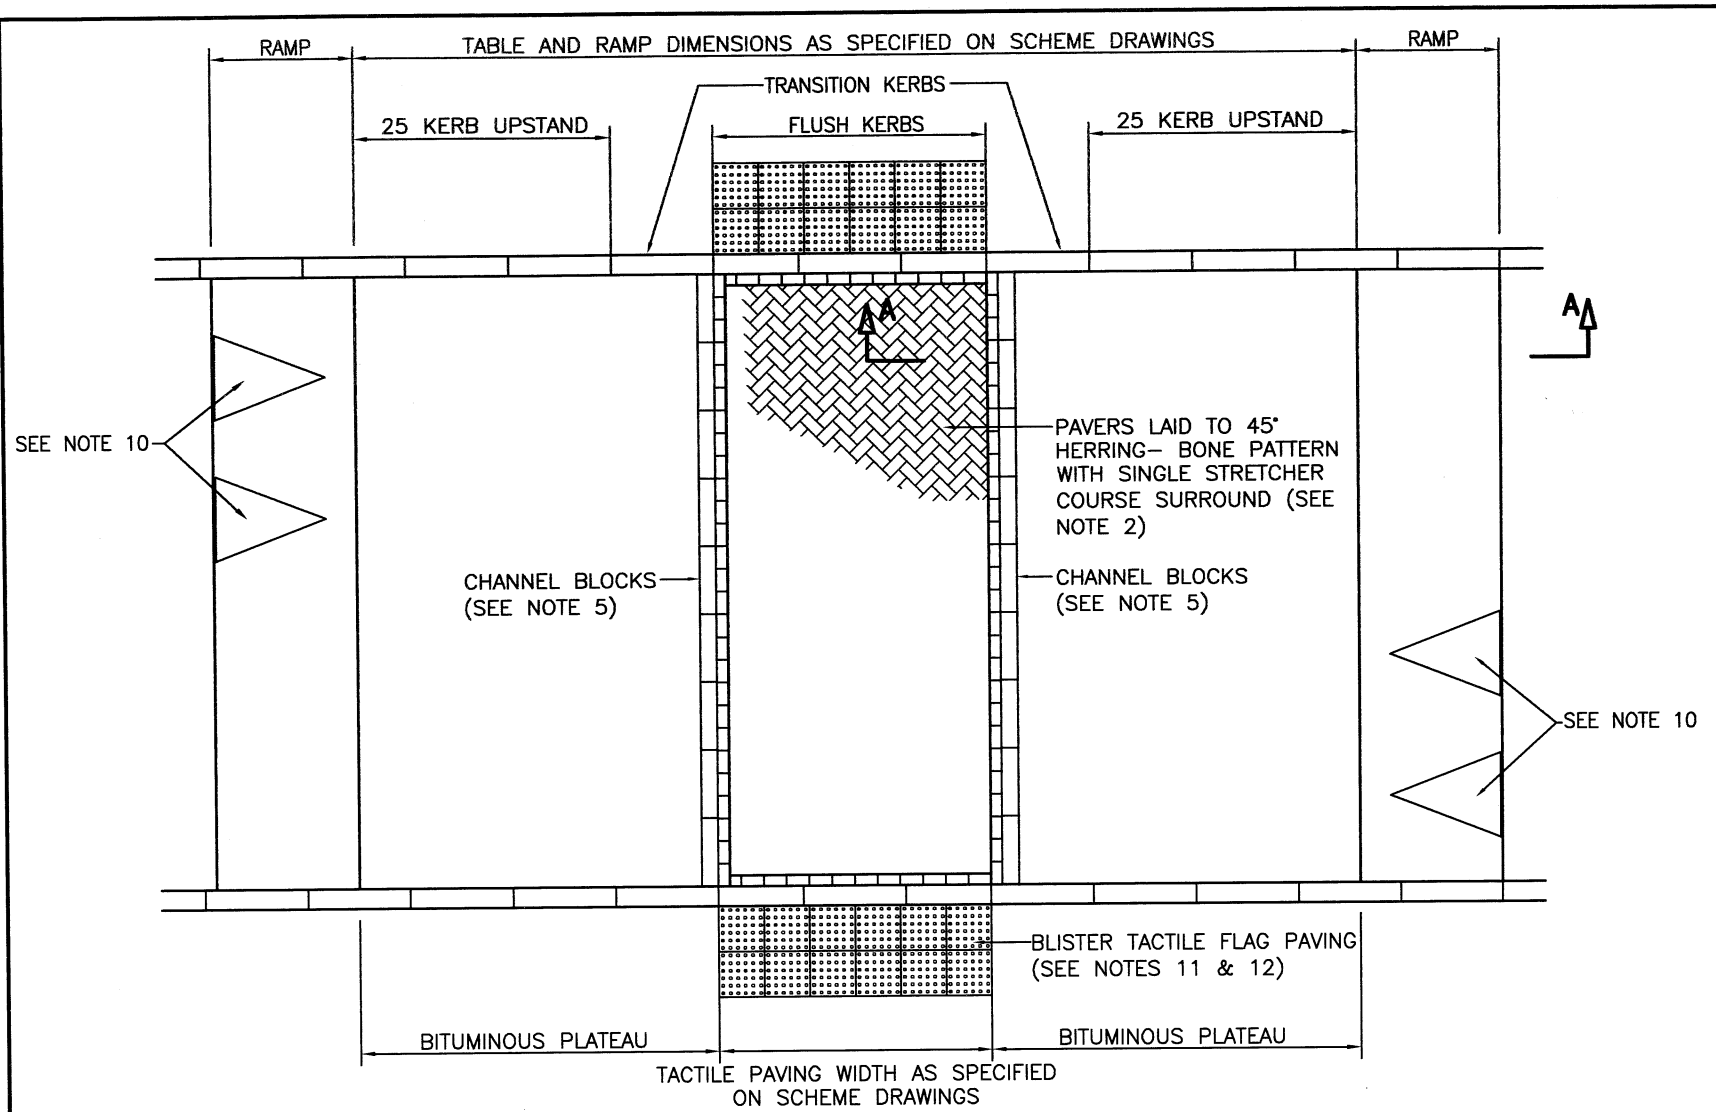 RAMP
TABLE AND RAMP DIMENSIONS AS SPECIFIED ON SCHEME DRAWINGS
RAMP
TRANSITION KERBS
25 KERB UPSTAND
FLUSH KERBS
25 KERB UPSTAND
A
A
SEE NOTE 10
PAVERS LAID TO 45°
HERRING– BONE PATTERN
WITH SINGLE STRETCHER
COURSE SURROUND (SEE
NOTE 2)
CHANNEL BLOCKS
(SEE NOTE 5)
CHANNEL BLOCKS
(SEE NOTE 5)
SEE NOTE 10
BLISTER TACTILE FLAG PAVING
(SEE NOTES 11 & 12)
BITUMINOUS PLATEAU
BITUMINOUS PLATEAU
TACTILE PAVING WIDTH AS SPECIFIED
ON SCHEME DRAWINGS